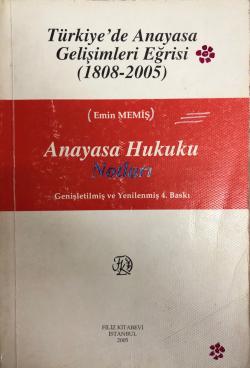 Türkiye'de Anayasa
Gelişimleri Eğrisi
(1808-2005)
(Emin MEMİŞ)
Anayasa Hukuku
Notları
Genişletilmiş ve Yenilenmiş 4. Baskı
FİLİZ KİTABEVİ
İSTANBUL
2005